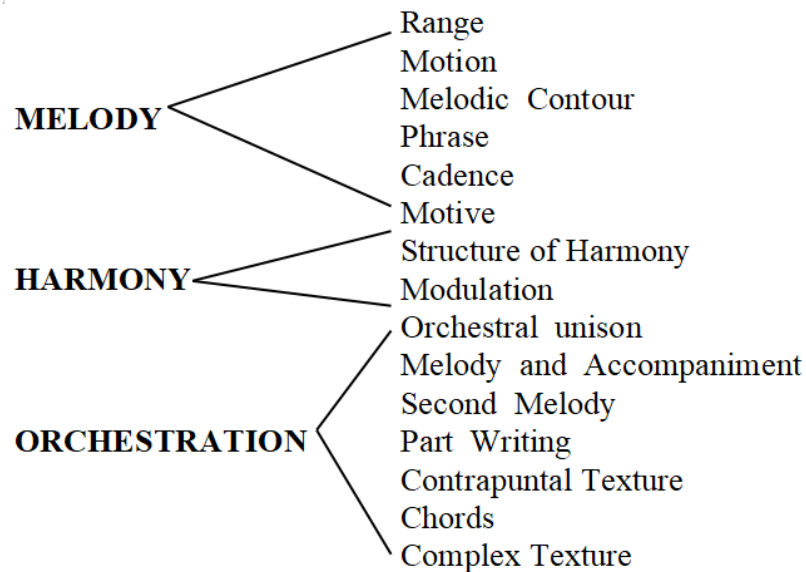 Range
Motion
MELODY
Melodic Contour
Phrase
Cadence
Motive
Structure of Harmony
HARMONY
Modulation
Orchestral unison
Melody and Accompaniment
Second Melody
ORCHESTRATION
Part Writing
Contrapuntal Texture
Chords
Complex Texture